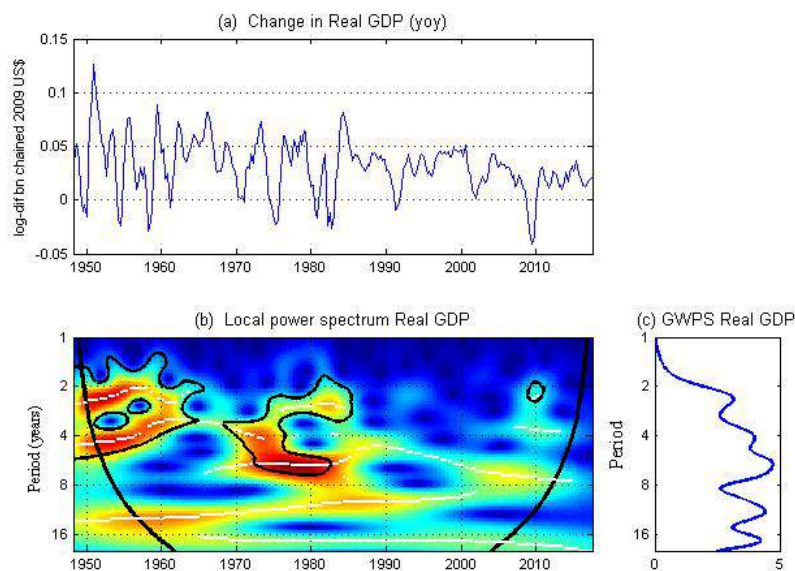 (a) Change in Real GDP (yoy)
log-dif bn chained 2009 US$
0.15
0.1
0.05
0
-0.05
1950 1960 1970 1980 1990 2000 2010
(b) Local power spectrum Real GDP
Period (years)
1
2
4
8
16
1950 1960 1970 1980 1990 2000 2010
(c) GWPS Real GDP
Period
1
2
4
8
16
0 5